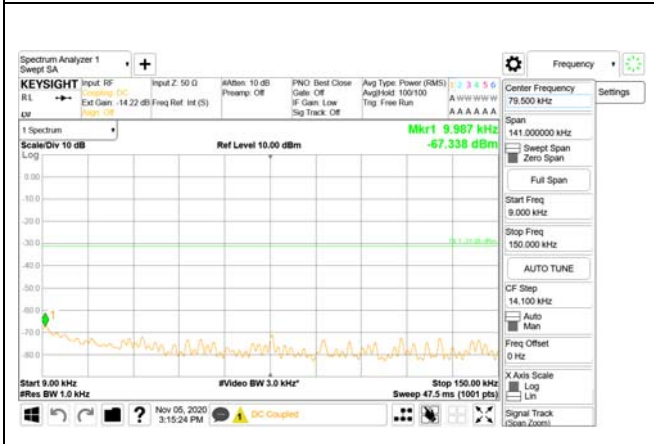 Spectrum Analyzer 1
Swept SA
+
Frequency
KEYSIGHT
RL
Input: RF
Coupling: DC
Ext Gain: -14.22 dB
Align: Off
Input Z: 50 Ω
Freq Ref: Int (S)
#Atten: 10 dB
Preamp: Off
PNO: Best Close
Gate: Off
IF Gain: Low
Sig Track: Off
Avg Type: Power (RMS)
Avg|Hold: 100/100
Trig: Free Run
1 2 3 4 5 6
A W W W W W
A A A A A A
1 Spectrum
Scale/Div 10 dB
Ref Level 10.00 dBm
Mkr1 9.987 kHz
-67.338 dBm
Log
0.00
-10.0
-20.0
-30.0
-40.0
-50.0
-60.0
-70.0
-80.0
1
Start 9.00 kHz
#Res BW 1.0 kHz
#Video BW 3.0 kHz*
Stop 150.00 kHz
Sweep 47.5 ms (1001 pts)
?
Nov 05, 2020
3:15:24 PM
DC Coupled
Center Frequency
79.500 kHz
Settings
Span
141.000000 kHz
Swept Span
Zero Span
Full Span
Start Freq
9.000 kHz
Stop Freq
150.000 kHz
AUTO TUNE
CF Step
14.100 kHz
Auto
Man
Freq Offset
0 Hz
X Axis Scale
Log
Lin
Signal Track
(Span Zoom)